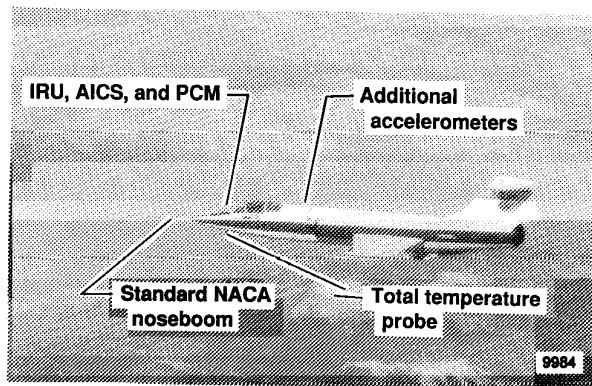 IRU, AICS, and PCM
Additional
accelerometers
Standard NACA
noseboom
Total temperature
probe
9984